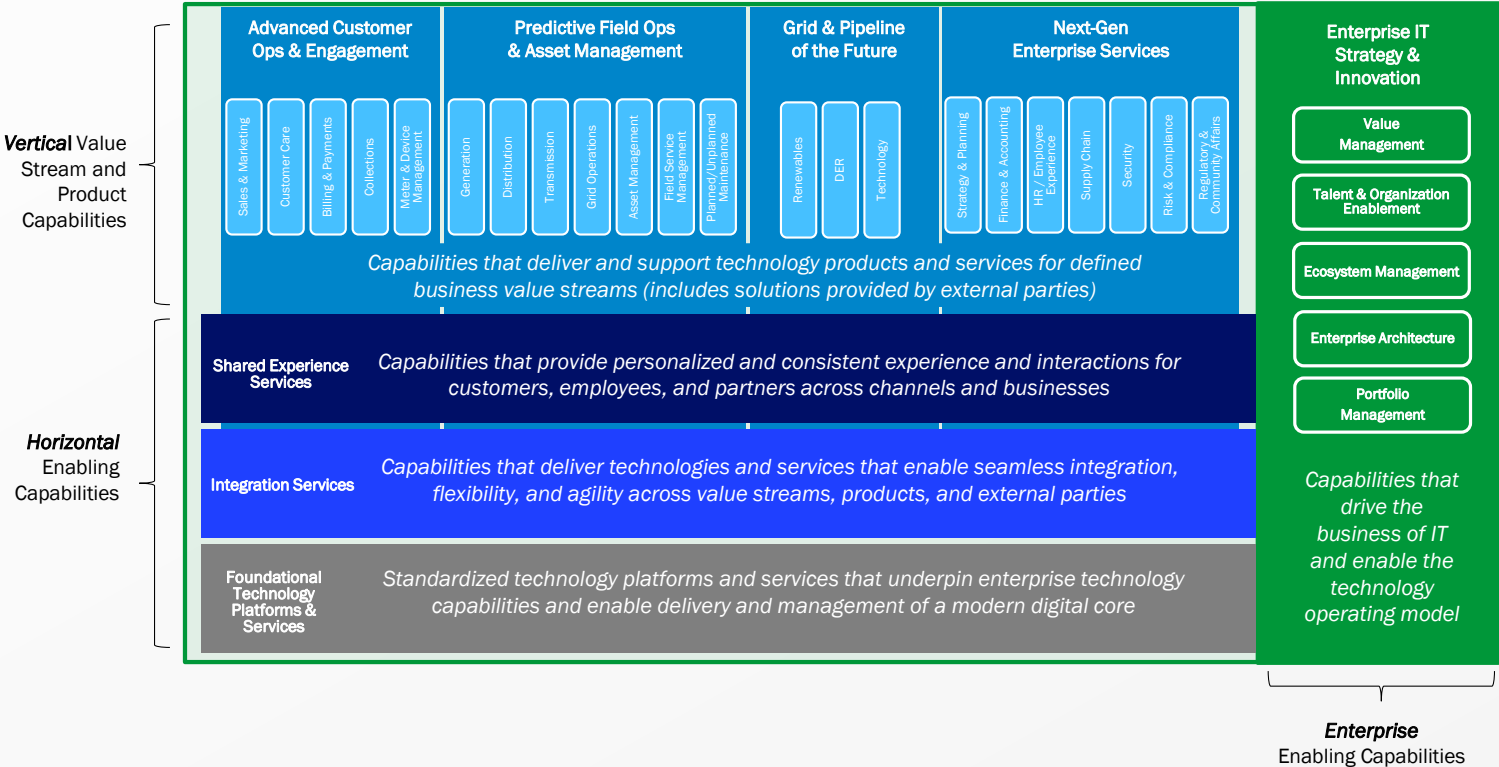 Advanced Customer
Ops & Engagement
Predictive Field Ops
& Asset Management
Grid & Pipeline
of the Future
Next-Gen
Enterprise Services
Enterprise IT
Strategy &
Innovation
Vertical Value
Stream and
Product
Capabilities
Sales & Marketing
Customer Care
Billing & Payments
Collections
Meter & Device
Management
Generation
Distribution
Transmission
Grid Operations
Asset Management
Field Service
Management
Planned/Unplanned
Maintenance
Renewables
DER
Technology
Strategy & Planning
Finance & Accounting
HR / Employee
Experience
Supply Chain
Security
Risk & Compliance
Regulatory &
Community Affairs
Capabilities that deliver and support technology products and services for defined
business value streams (includes solutions provided by external parties)
Value
Management
Talent & Organization
Enablement
Ecosystem Management
Enterprise Architecture
Portfolio
Management
Capabilities that
drive the
business of IT
and enable the
technology
operating model
Horizontal
Enabling
Capabilities
Shared Experience
Services
Capabilities that provide personalized and consistent experience and interactions for
customers, employees, and partners across channels and businesses
Integration Services
Capabilities that deliver technologies and services that enable seamless integration,
flexibility, and agility across value streams, products, and external parties
Foundational
Technology
Platforms &
Services
Standardized technology platforms and services that underpin enterprise technology
capabilities and enable delivery and management of a modern digital core
Enterprise
Enabling Capabilities